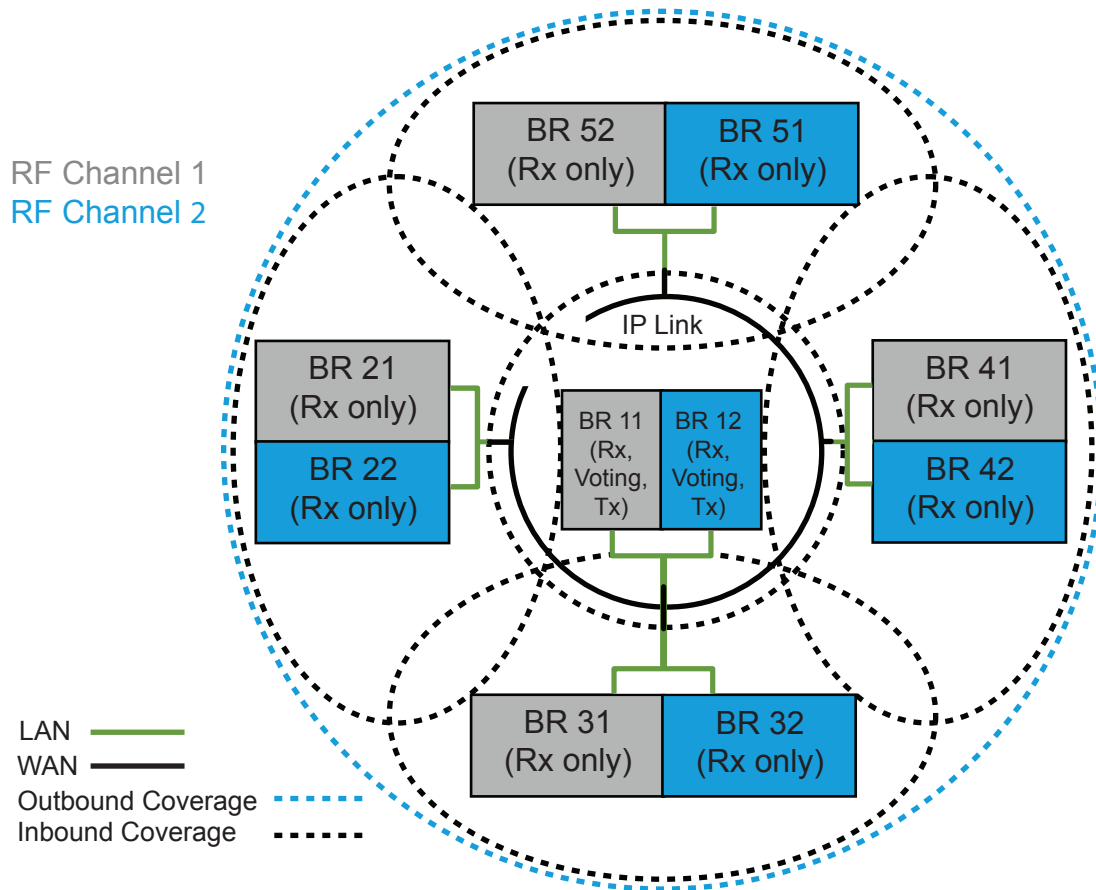 BR 52
(Rx only)
BR 51
(Rx only)
RF Channel 1
RF Channel 2
IP Link
BR 21
(Rx only)
BR 22
(Rx only)
BR 11
(Rx,
Voting,
Tx)
BR 12
(Rx,
Voting,
Tx)
BR 41
(Rx only)
BR 42
(Rx only)
BR 31
(Rx only)
BR 32
(Rx only)
LAN
WAN
Outbound Coverage
Inbound Coverage